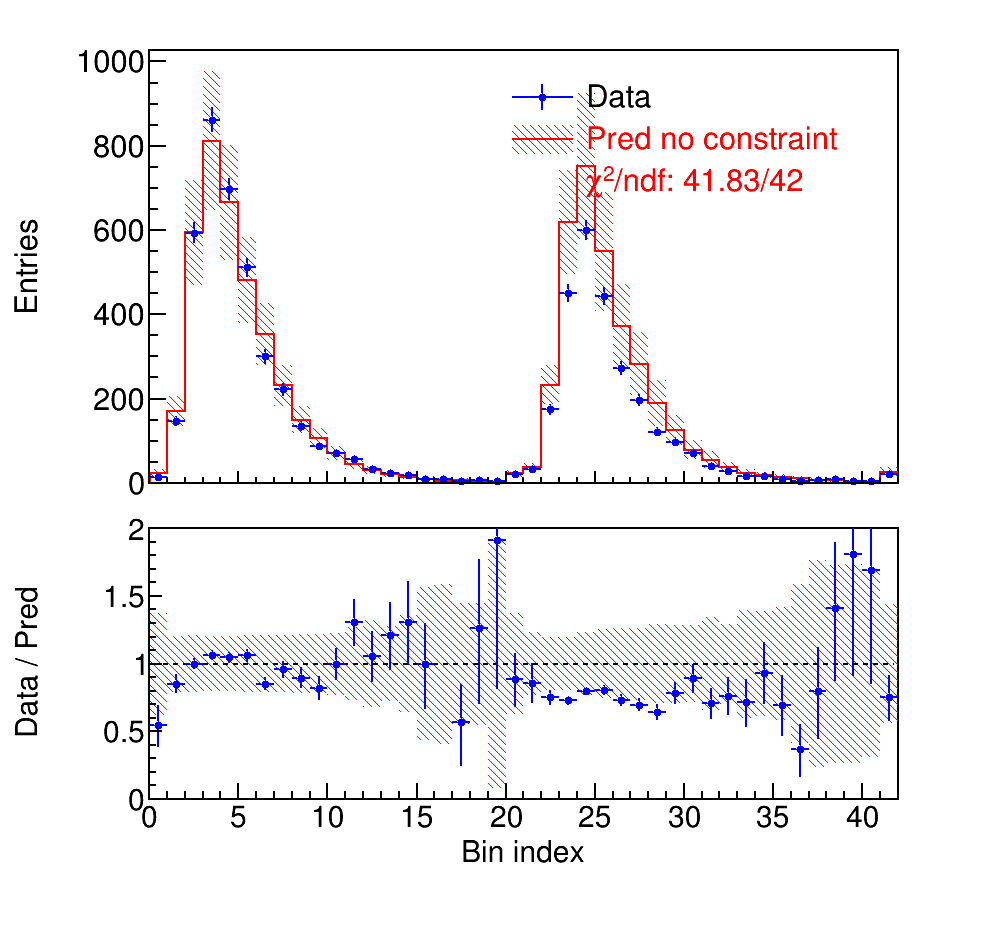 1000
800
600
400
200
0
Entries
Data
Pred no constraint
χ²/ndf: 41.83/42
2
1.5
1
0.5
0
Data / Pred
0 5 10 15 20 25 30 35 40
Bin index